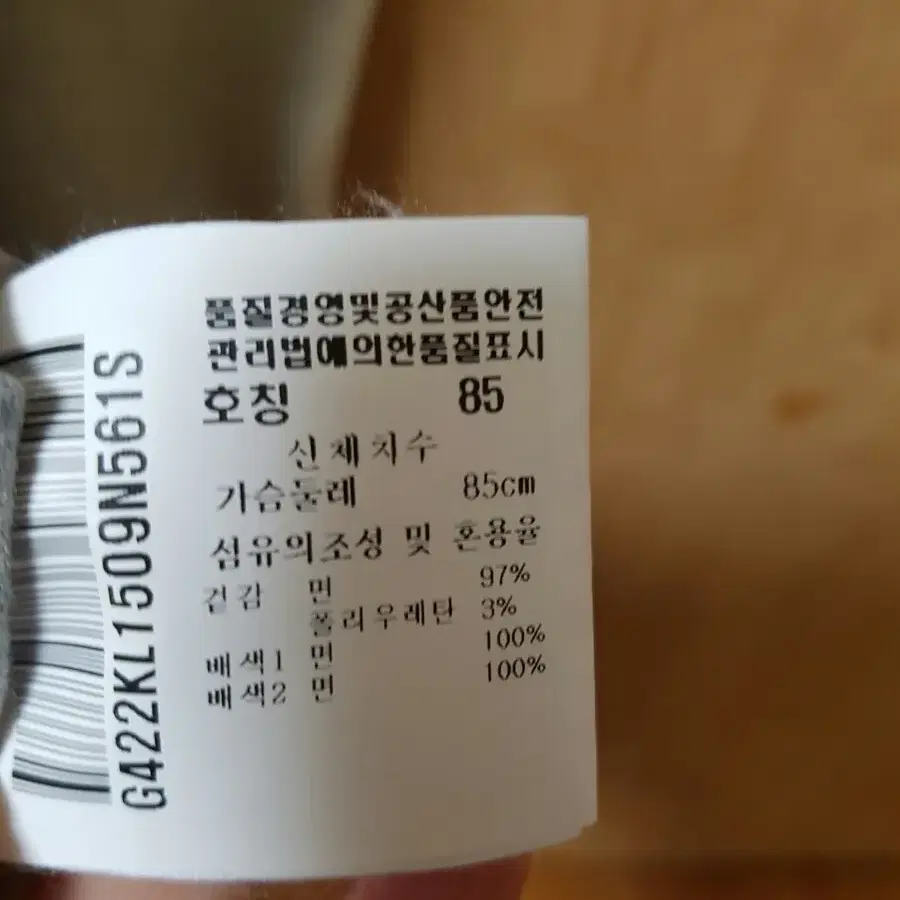 품질경영및공산품안전
관리법에의한품질표시
호칭 85
신체치수
가슴둘레 85cm
섬유의조성 및 혼용율
겉감 면 97%
폴리우레탄 3%
배색1 면 100%
배색2 면 100%
G422KL1509N561S